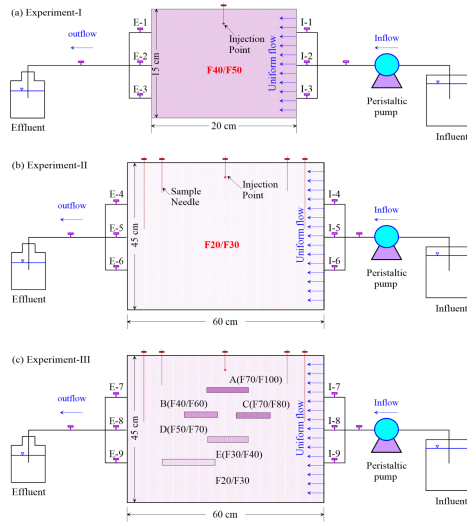 (a) Experiment-I
outflow
E-1
E-2
E-3
Effluent
15 cm
Injection
Point
F40/F50
Uniform flow
20 cm
I-1
I-2
I-3
Inflow
Peristaltic
pump
Influent
(b) Experiment-II
outflow
E-4
E-5
E-6
Effluent
45 cm
Sample
Needle
Injection
Point
F20/F30
Uniform flow
60 cm
I-4
I-5
I-6
Inflow
Peristaltic
pump
Influent
(c) Experiment-III
outflow
E-7
E-8
E-9
Effluent
45 cm
A(F70/F100)
B(F40/F60)
C(F70/F80)
D(F50/F70)
E(F30/F40)
F20/F30
Uniform flow
60 cm
I-7
I-8
I-9
Inflow
Peristaltic
pump
Influent